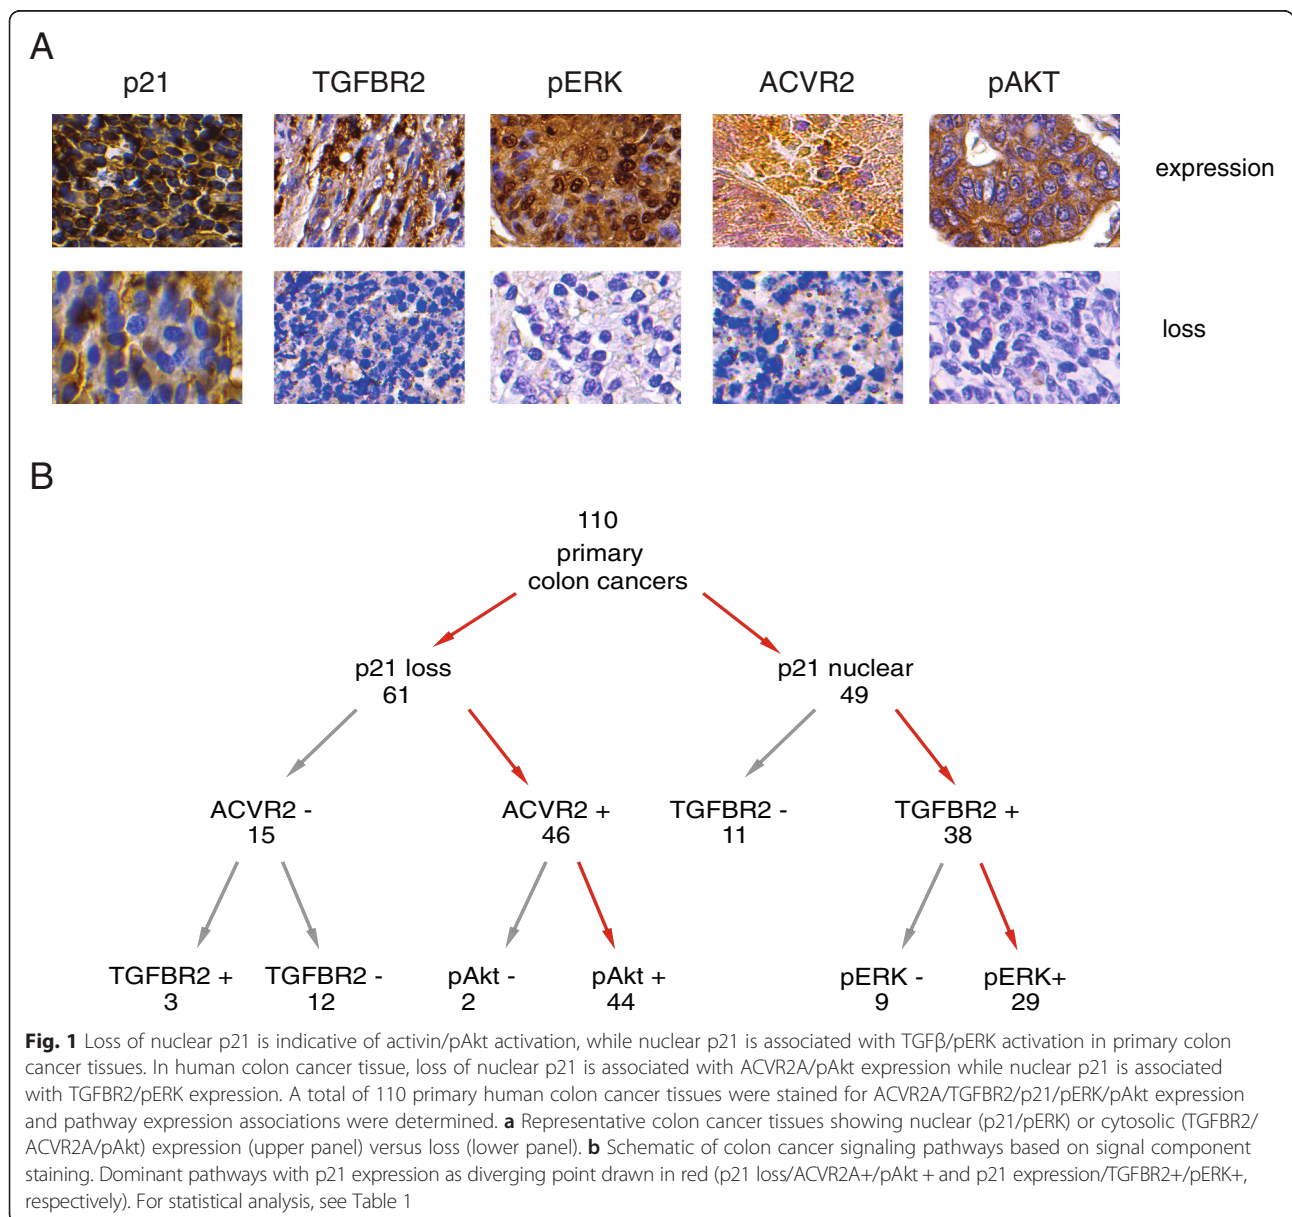 A
p21 TGFBR2 pERK ACVR2 pAKT
expression
loss
B
110
primary
colon cancers
p21 loss p21 nuclear
61 49
ACVR2 - ACVR2 + TGFBR2 - TGFBR2 +
15 46 11 38
TGFBR2 + TGFBR2 - pAkt - pAkt + pERK - pERK+
3 12 2 44 9 29
Fig. 1 Loss of nuclear p21 is indicative of activin/pAkt activation, while nuclear p21 is associated with TGFβ/pERK activation in primary colon
cancer tissues. In human colon cancer tissue, loss of nuclear p21 is associated with ACVR2A/pAkt expression while nuclear p21 is associated
with TGFBR2/pERK expression. A total of 110 primary human colon cancer tissues were stained for ACVR2A/TGFBR2/p21/pERK/pAkt expression
and pathway expression associations were determined. a Representative colon cancer tissues showing nuclear (p21/pERK) or cytosolic (TGFBR2/
ACVR2A/pAkt) expression (upper panel) versus loss (lower panel). b Schematic of colon cancer signaling pathways based on signal component
staining. Dominant pathways with p21 expression as diverging point drawn in red (p21 loss/ACVR2A+/pAkt + and p21 expression/TGFBR2+/pERK+,
respectively). For statistical analysis, see Table 1